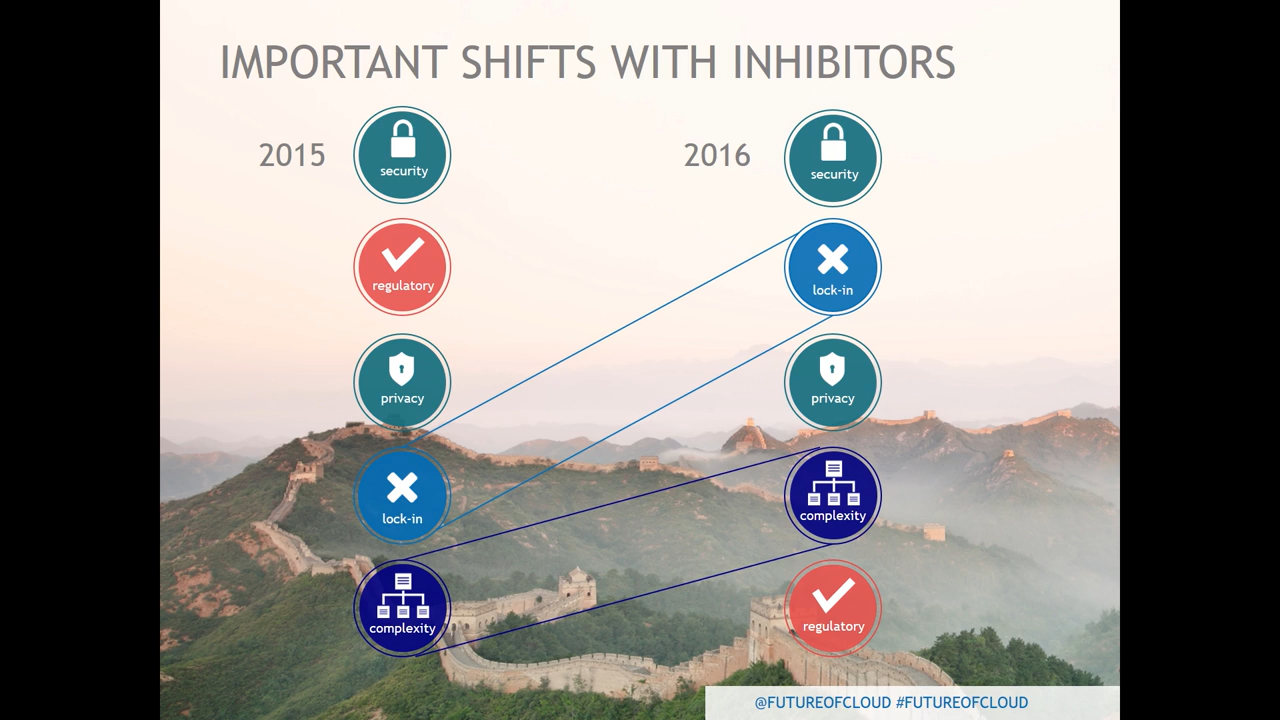 IMPORTANT SHIFTS WITH INHIBITORS
2015
security
regulatory
privacy
lock-in
complexity
2016
security
lock-in
privacy
complexity
regulatory
@FUTUREOFCLOUD #FUTUREOFCLOUD